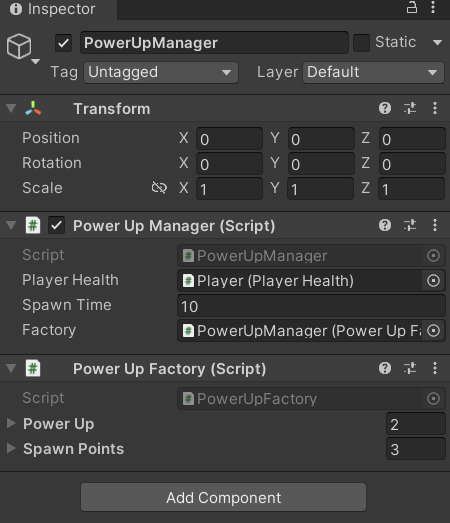 Inspector
PowerUpManager Static
Tag Untagged Layer Default
Transform
Position X 0 Y 0 Z 0
Rotation X 0 Y 0 Z 0
Scale X 1 Y 1 Z 1
# Power Up Manager (Script)
Script # PowerUpManager
Player Health # Player (Player Health)
Spawn Time 10
Factory # PowerUpManager (Power Up Fa
# Power Up Factory (Script)
Script # PowerUpFactory
Power Up 2
Spawn Points 3
Add Component